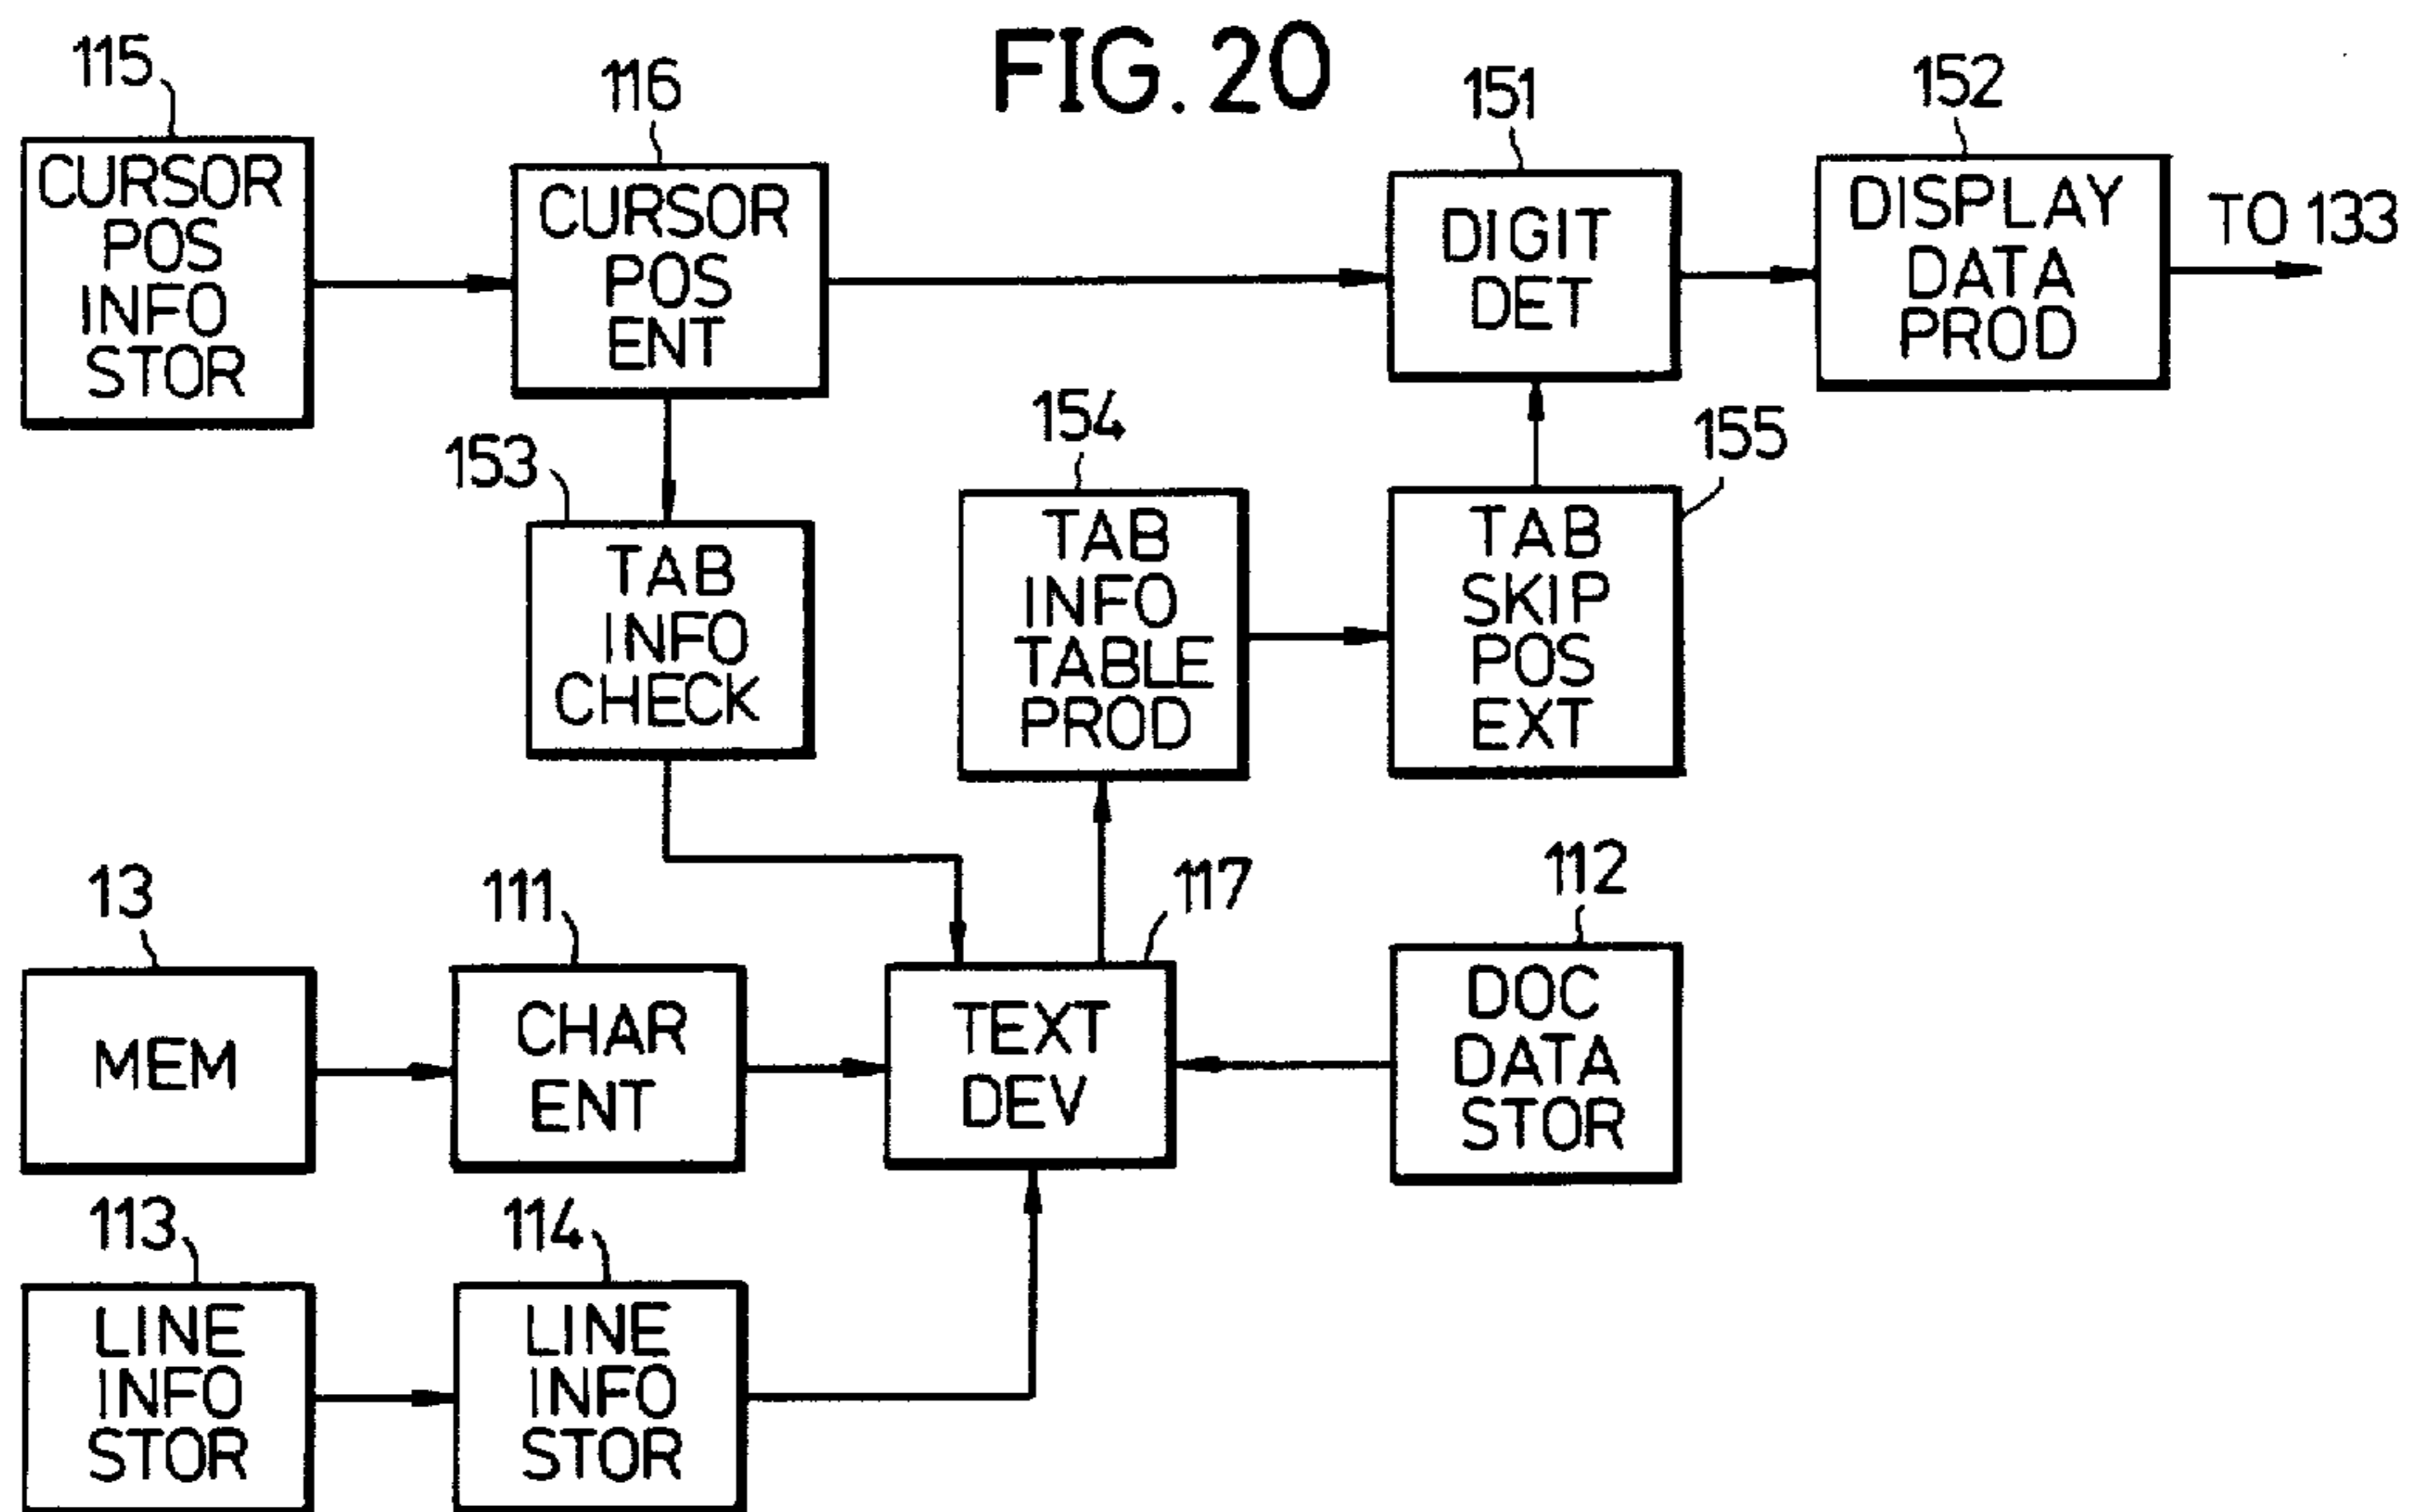 FIG. 20
115
CURSOR
POS
INFO
STOR
116
CURSOR
POS
ENT
151
DIGIT
DET
152
DISPLAY
DATA
PROD
TO 133
153
TAB
INFO
CHECK
154
TAB
INFO
TABLE
PROD
155
TAB
SKIP
POS
EXT
13
MEM
111
CHAR
ENT
117
TEXT
DEV
112
DOC
DATA
STOR
113
LINE
INFO
STOR
114
LINE
INFO
STOR